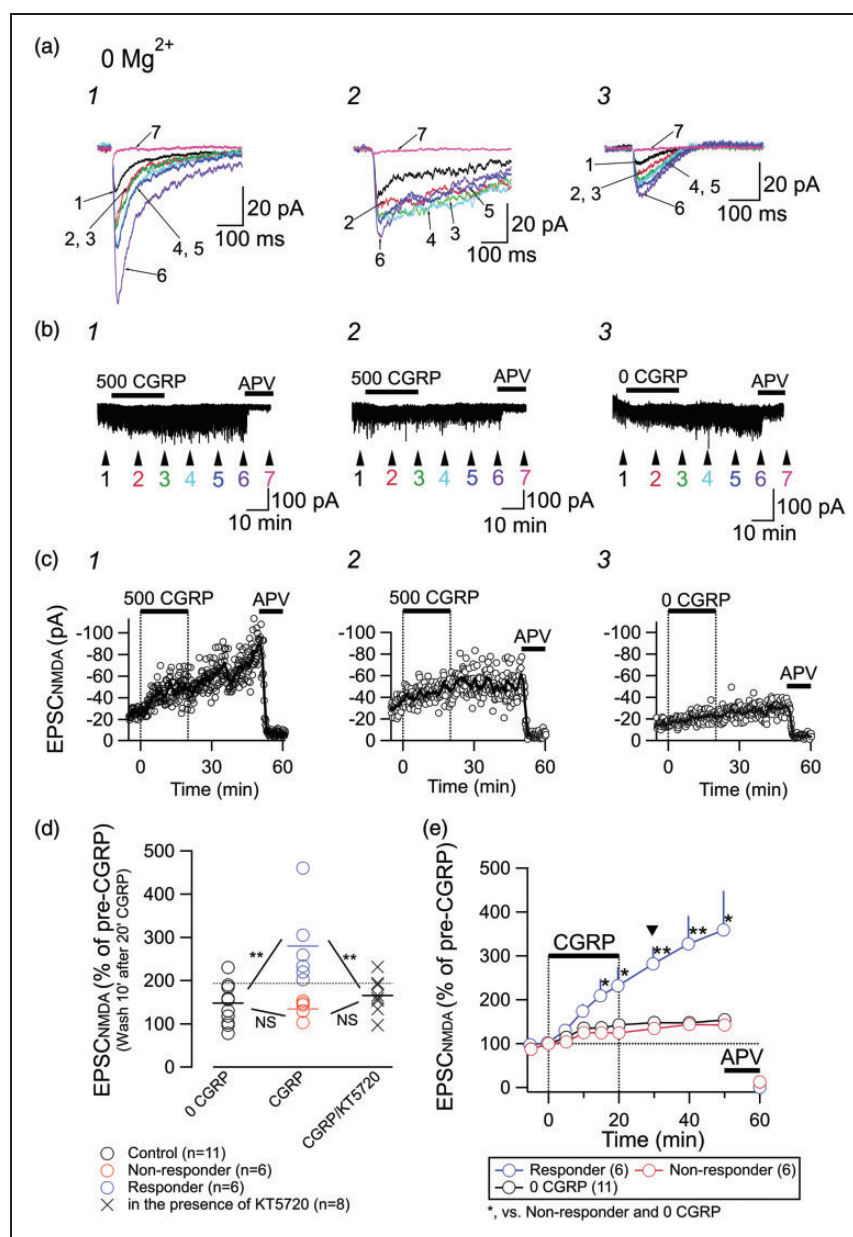 (a)
0 Mg2+
1
2
3
7
1
2, 3
4, 5
6
20 pA
100 ms
7
2
6
4
3
5
20 pA
100 ms
7
1
2, 3
4, 5
6
20 pA
100 ms
(b)
1
2
3
500 CGRP
APV
500 CGRP
APV
0 CGRP
APV
1 2 3 4 5 6 7
1 2 3 4 5 6 7
1 2 3 4 5 6 7
100 pA
10 min
100 pA
10 min
100 pA
10 min
(c)
1
2
3
EPSCNMDA (pA)
500 CGRP
APV
-100
-80
-60
-40
-20
0
0 30 60
Time (min)
500 CGRP
APV
-100
-80
-60
-40
-20
0
0 30 60
Time (min)
0 CGRP
APV
-100
-80
-60
-40
-20
0
0 30 60
Time (min)
(d)
EPSCNMDA (% of pre-CGRP)
(Wash 10' after 20' CGRP)
500
400
300
200
100
0
**
**
NS
NS
0 CGRP
CGRP
CGRP/KT5720
Control (n=11)
Non-responder (n=6)
Responder (n=6)
in the presence of KT5720 (n=8)
(e)
EPSCNMDA (% of pre-CGRP)
500
400
300
200
100
0
CGRP
*
*
**
**
*
APV
0 20 40 60
Time (min)
Responder (6) Non-responder (6)
0 CGRP (11)
*, vs. Non-responder and 0 CGRP